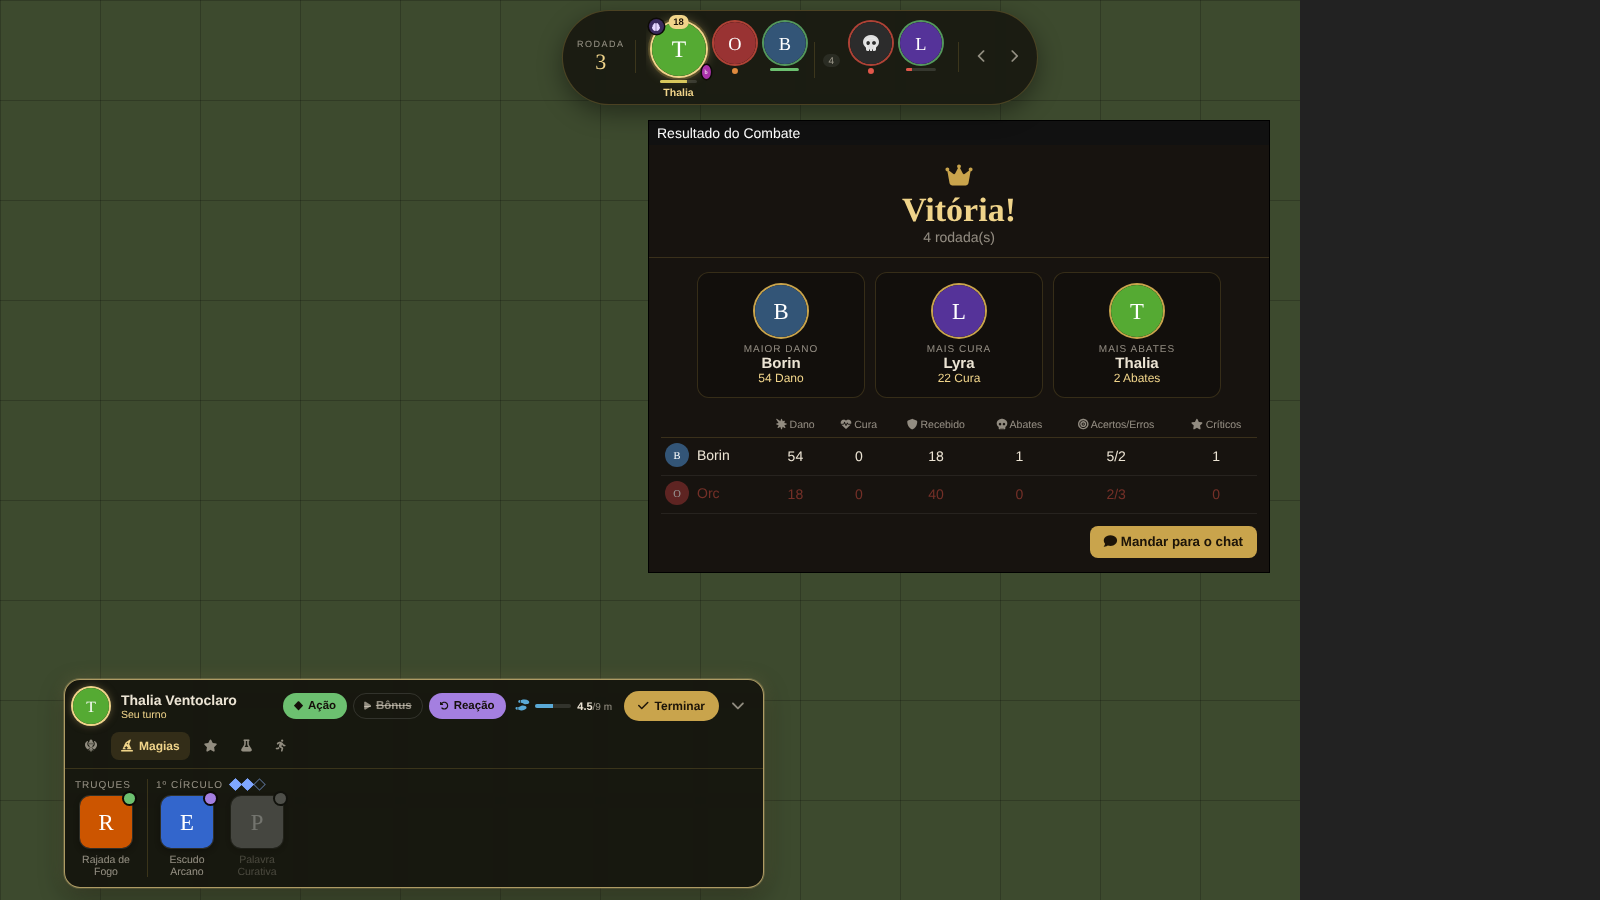 RODADA
3
18
T
Thalia
O
B
4
L
Resultado do Combate
Vitória!
4 rodada(s)
B
MAIOR DANO
Borin
54 Dano
L
MAIS CURA
Lyra
22 Cura
T
MAIS ABATES
Thalia
2 Abates
Dano Cura Recebido Abates Acertos/Erros Críticos
B Borin 54 0 18 1 5/2 1
O Orc 18 0 40 0 2/3 0
Mandar para o chat
T
Thalia Ventoclaro
Seu turno
Ação Bônus Reação 4.5/9 m Terminar
Magias
TRUQUES 1º CÍRCULO
R E P
Rajada de Fogo
Escudo Arcano
Palavra Curativa